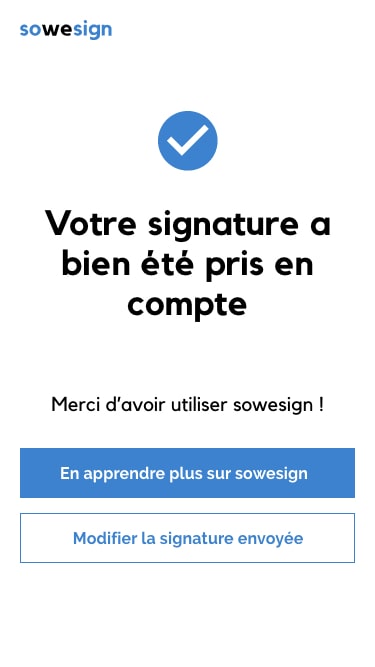 sowesign
Votre signature a
bien été pris en
compte
Merci d'avoir utiliser sowesign !
En apprendre plus sur sowesign
Modifier la signature envoyée